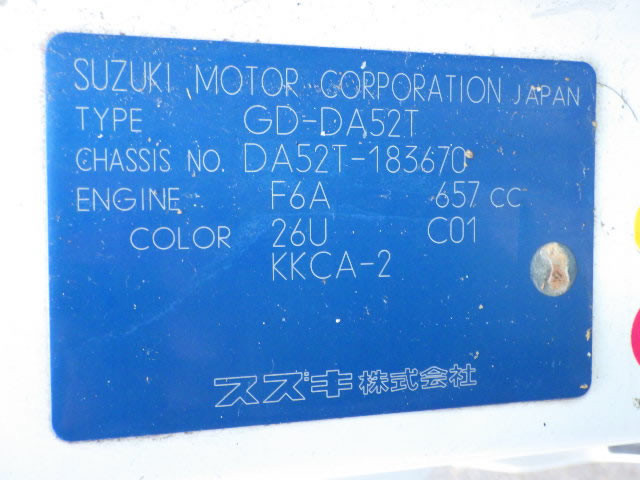 SUZUKI MOTOR CORPORATION JAPAN
TYPE GD-DA52T
CHASSIS NO. DA52T-183670
ENGINE F6A 657 CC
COLOR 26U C01
KKCA-2
スズキ株式会社